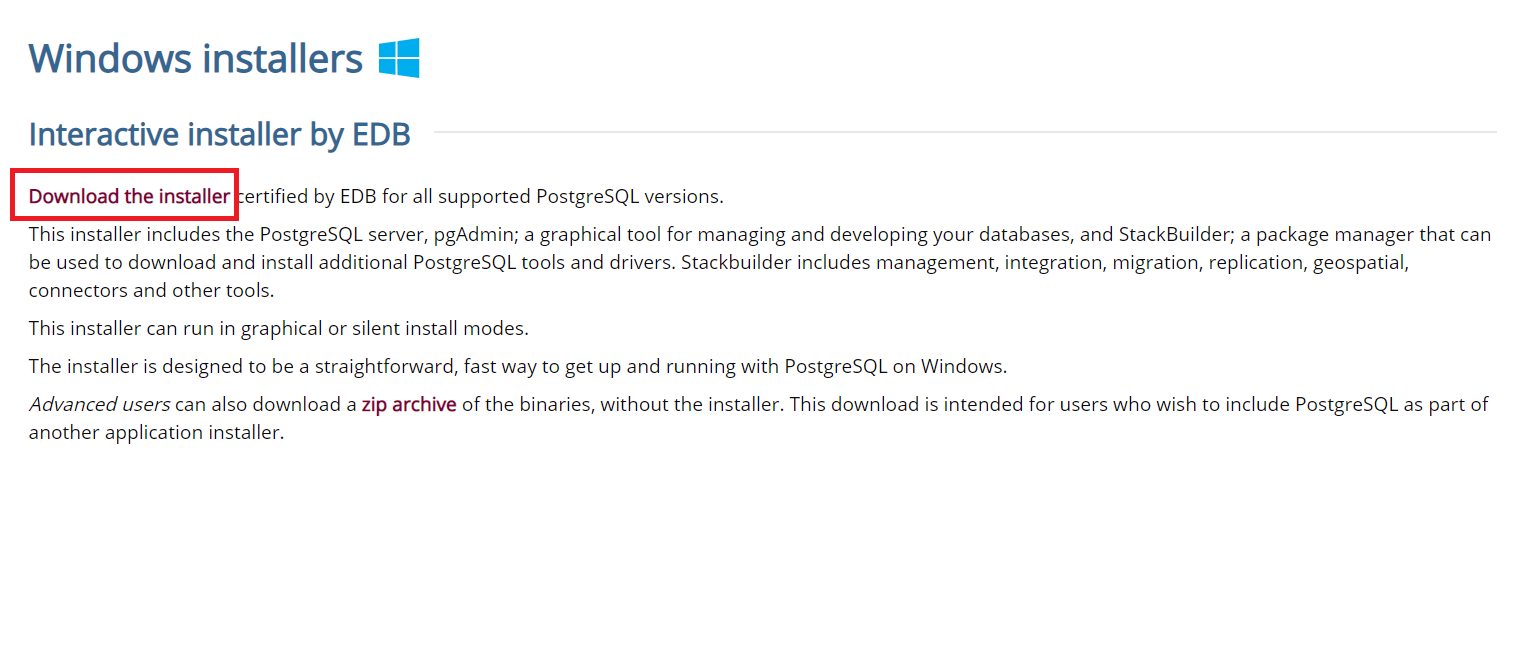 Windows installers
Interactive installer by EDB
Download the installer certified by EDB for all supported PostgreSQL versions.
This installer includes the PostgreSQL server, pgAdmin; a graphical tool for managing and developing your databases, and StackBuilder; a package manager that can
be used to download and install additional PostgreSQL tools and drivers. Stackbuilder includes management, integration, migration, replication, geospatial,
connectors and other tools.
This installer can run in graphical or silent install modes.
The installer is designed to be a straightforward, fast way to get up and running with PostgreSQL on Windows.
Advanced users can also download a zip archive of the binaries, without the installer. This download is intended for users who wish to include PostgreSQL as part of
another application installer.